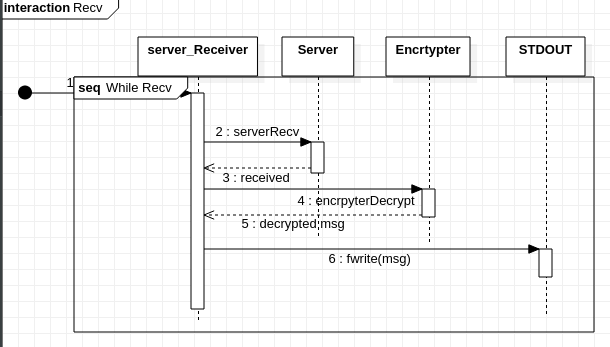 interaction Recv
server_Receiver
Server
Encrtypter
STDOUT
1
seq While Recv
2 : serverRecv
3 : received
4 : encrpyterDecrypt
5 : decrypted msg
6 : fwrite(msg)